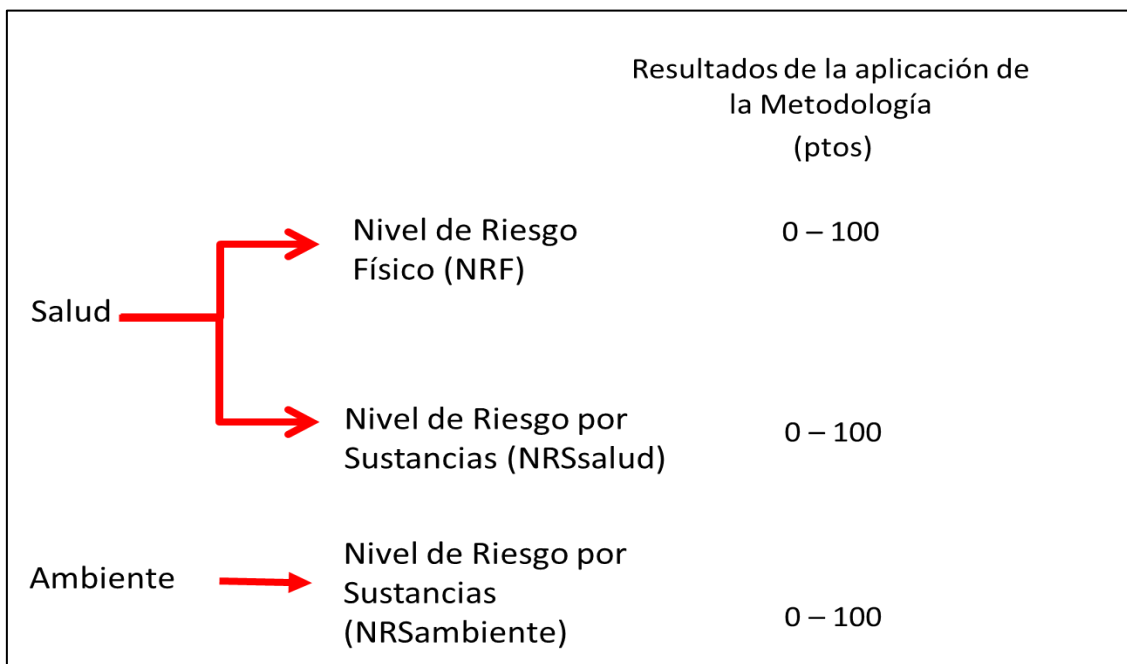 Resultados de la aplicación de
la Metodología
(ptos)
Nivel de Riesgo
Físico (NRF)
0 – 100
Salud
Nivel de Riesgo por
Sustancias (NRSsalud)
0 – 100
Ambiente
Nivel de Riesgo por
Sustancias
(NRSambiente)
0 – 100